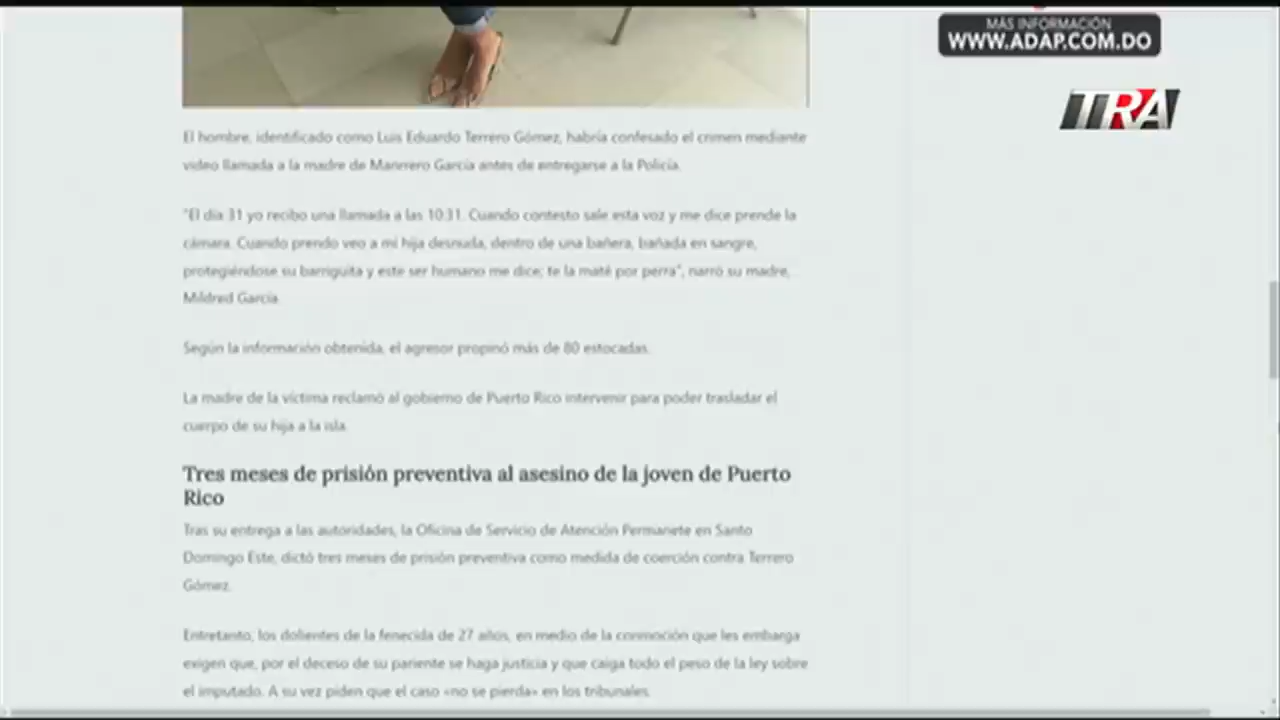 MÁS INFORMACIÓN
WWW.ADAP.COM.DO
TRA
El hombre, identificado como Luis Eduardo Terrero Gómez, habría confesado el crimen mediante
video llamada a la madre de Manrrero García antes de entregarse a la Policía.
"El día 31 yo recibo una llamada a las 10:31. Cuando contesto sale esta voz y me dice prende la
cámara. Cuando prendo veo a mi hija desnuda, dentro de una bañera, bañada en sangre,
protegiéndose su barriguita y este ser humano me dice; te la maté por perra", narró su madre,
Mildred García.
Según la información obtenida, el agresor propinó más de 80 estocadas.
La madre de la víctima reclamó al gobierno de Puerto Rico intervenir para poder trasladar el
cuerpo de su hija a la isla.
Tres meses de prisión preventiva al asesino de la joven de Puerto
Rico
Tras su entrega a las autoridades, la Oficina de Servicio de Atención Permanete en Santo
Domingo Este, dictó tres meses de prisión preventiva como medida de coerción contra Terrero
Gómez.
Entretanto, los dolientes de la fenecida de 27 años, en medio de la conmoción que les embarga
exigen que, por el deceso de su pariente se haga justicia y que caiga todo el peso de la ley sobre
el imputado. A su vez piden que el caso «no se pierda» en los tribunales.